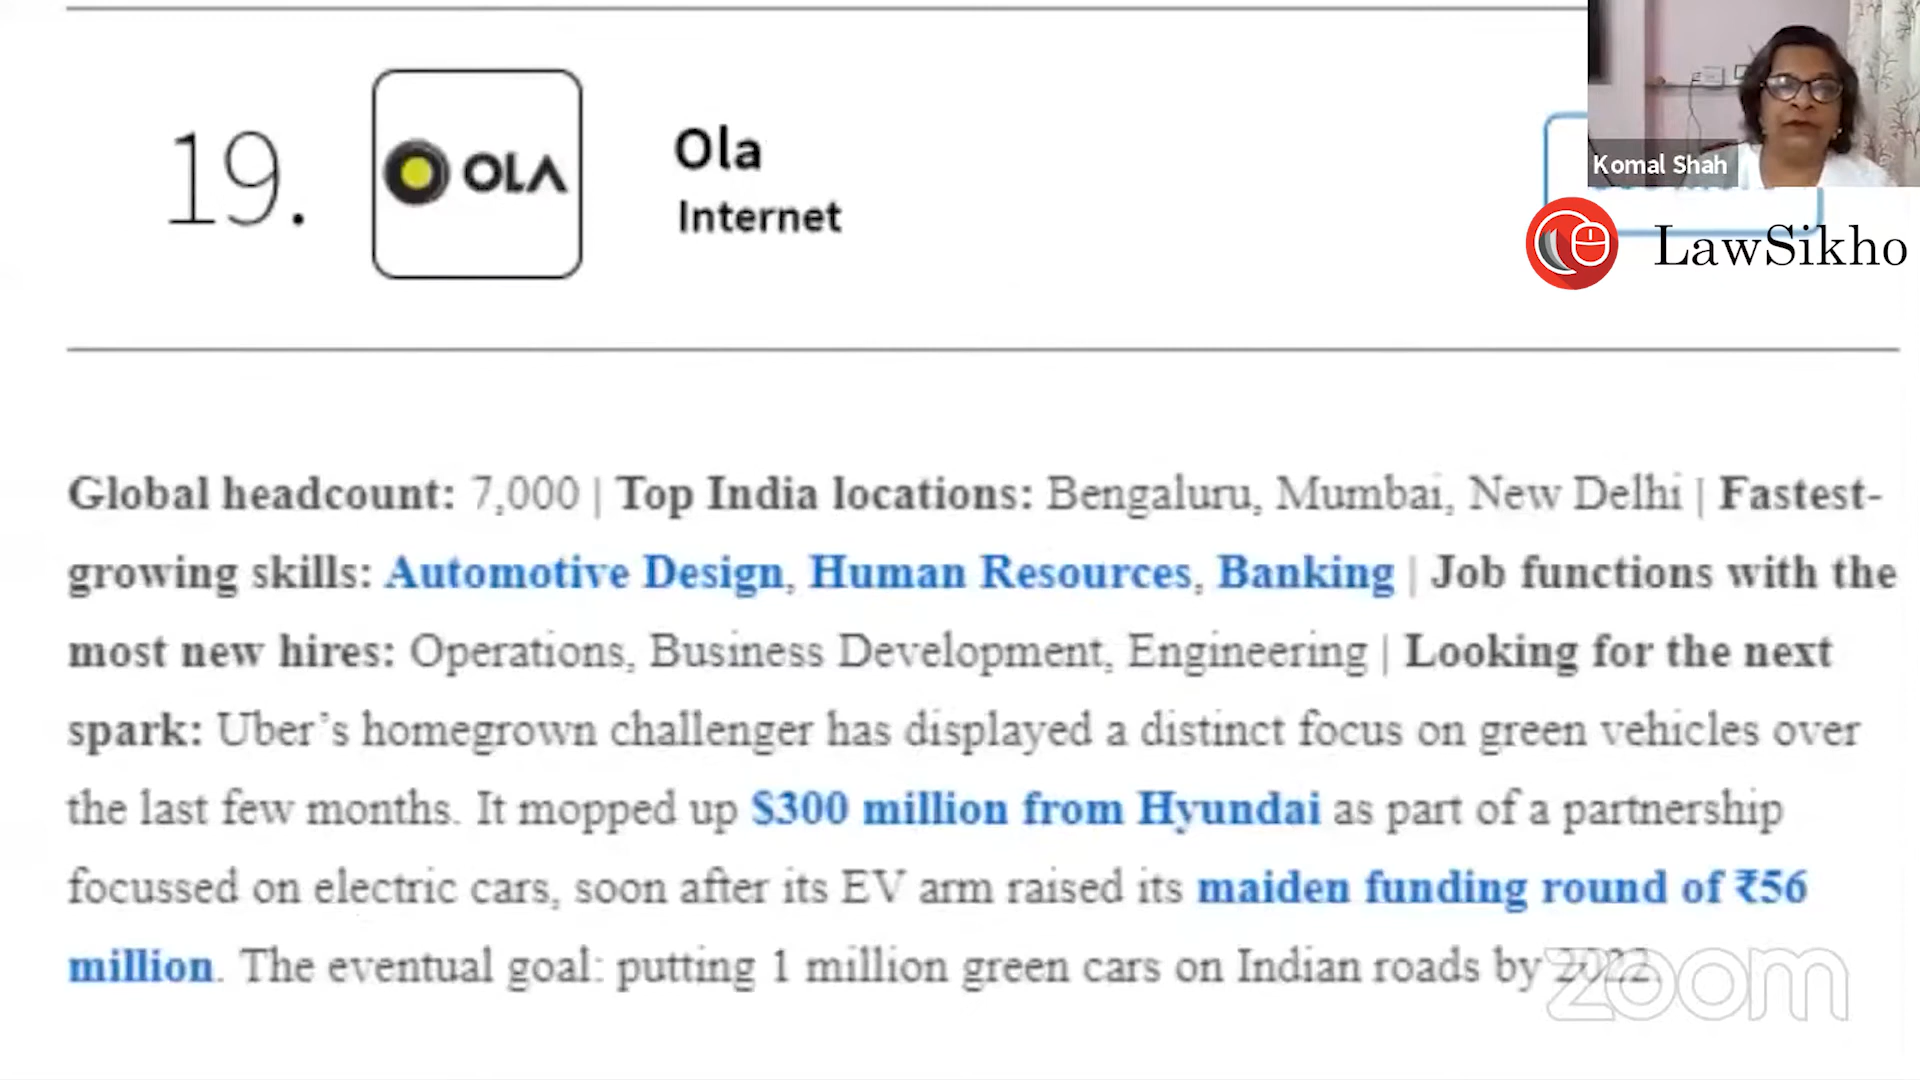 19.
OLA
Ola
Internet
Komal Shah
LawSikho
Global headcount: 7,000 | Top India locations: Bengaluru, Mumbai, New Delhi | Fastest-
growing skills: Automotive Design, Human Resources, Banking | Job functions with the
most new hires: Operations, Business Development, Engineering | Looking for the next
spark: Uber’s homegrown challenger has displayed a distinct focus on green vehicles over
the last few months. It mopped up $300 million from Hyundai as part of a partnership
focussed on electric cars, soon after its EV arm raised its maiden funding round of ₹56
million. The eventual goal: putting 1 million green cars on Indian roads by 2022.
zoom